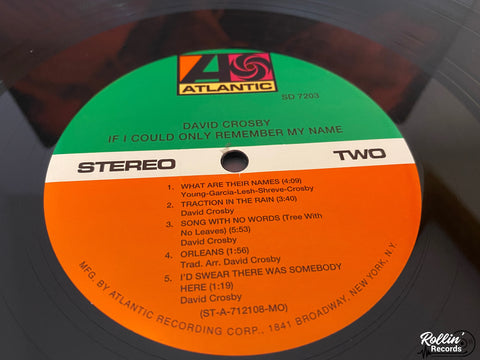 ATLANTIC
SD 7203
DAVID CROSBY
IF I COULD ONLY REMEMBER MY NAME
STEREO TWO
1. WHAT ARE THEIR NAMES (4:09)
Young-Garcia-Lesh-Shreve-Crosby
2. TRACTION IN THE RAIN (3:40)
David Crosby
3. SONG WITH NO WORDS (Tree With
No Leaves) (5:53)
David Crosby
4. ORLEANS (1:56)
Trad. Arr. David Crosby
5. I'D SWEAR THERE WAS SOMEBODY
HERE (1:19)
David Crosby
(ST-A-712108-MO)
MFG. BY ATLANTIC RECORDING CORP., 1841 BROADWAY, NEW YORK, N.Y.
Rollin'
Records